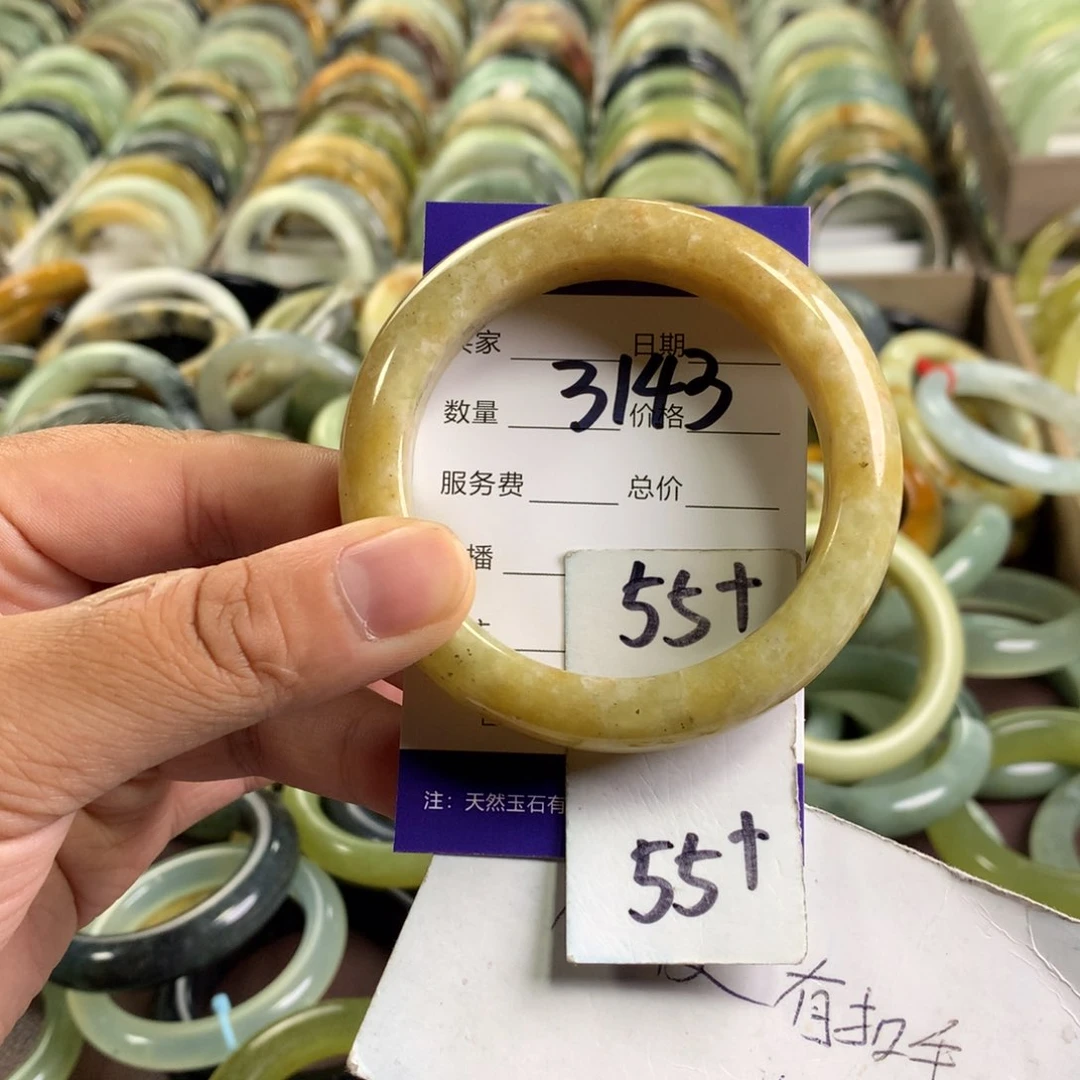 家 日期
3143
数量 价格
服务费 总价
播
55+
注：天然玉石有
55+
有扣手